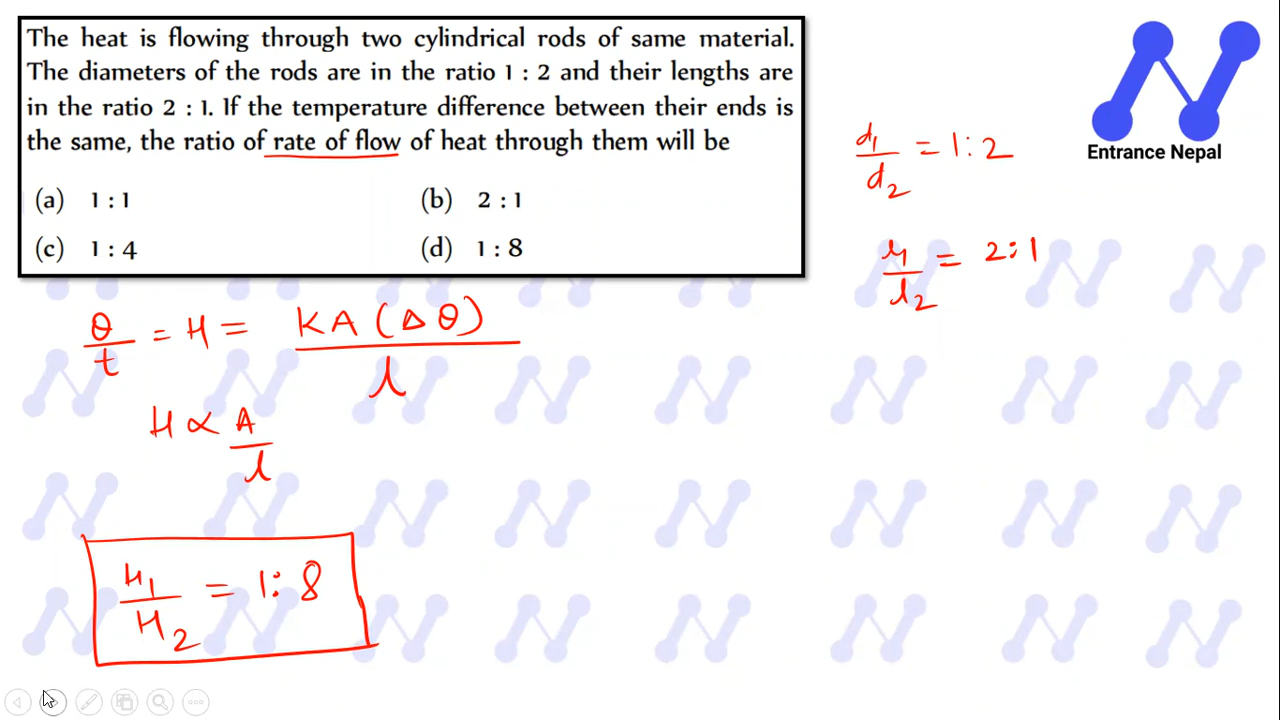 The heat is flowing through two cylindrical rods of same material.
The diameters of the rods are in the ratio 1 : 2 and their lengths are
in the ratio 2 : 1. If the temperature difference between their ends is
the same, the ratio of rate of flow of heat through them will be
(a) 1 : 1 (b) 2 : 1
(c) 1 : 4 (d) 1 : 8
Entrance Nepal
d1/d2 = 1:2
l1/l2 = 2:1
θ/t = H = KA(Δθ)/l
H ∝ A/l
H1/H2 = 1:8